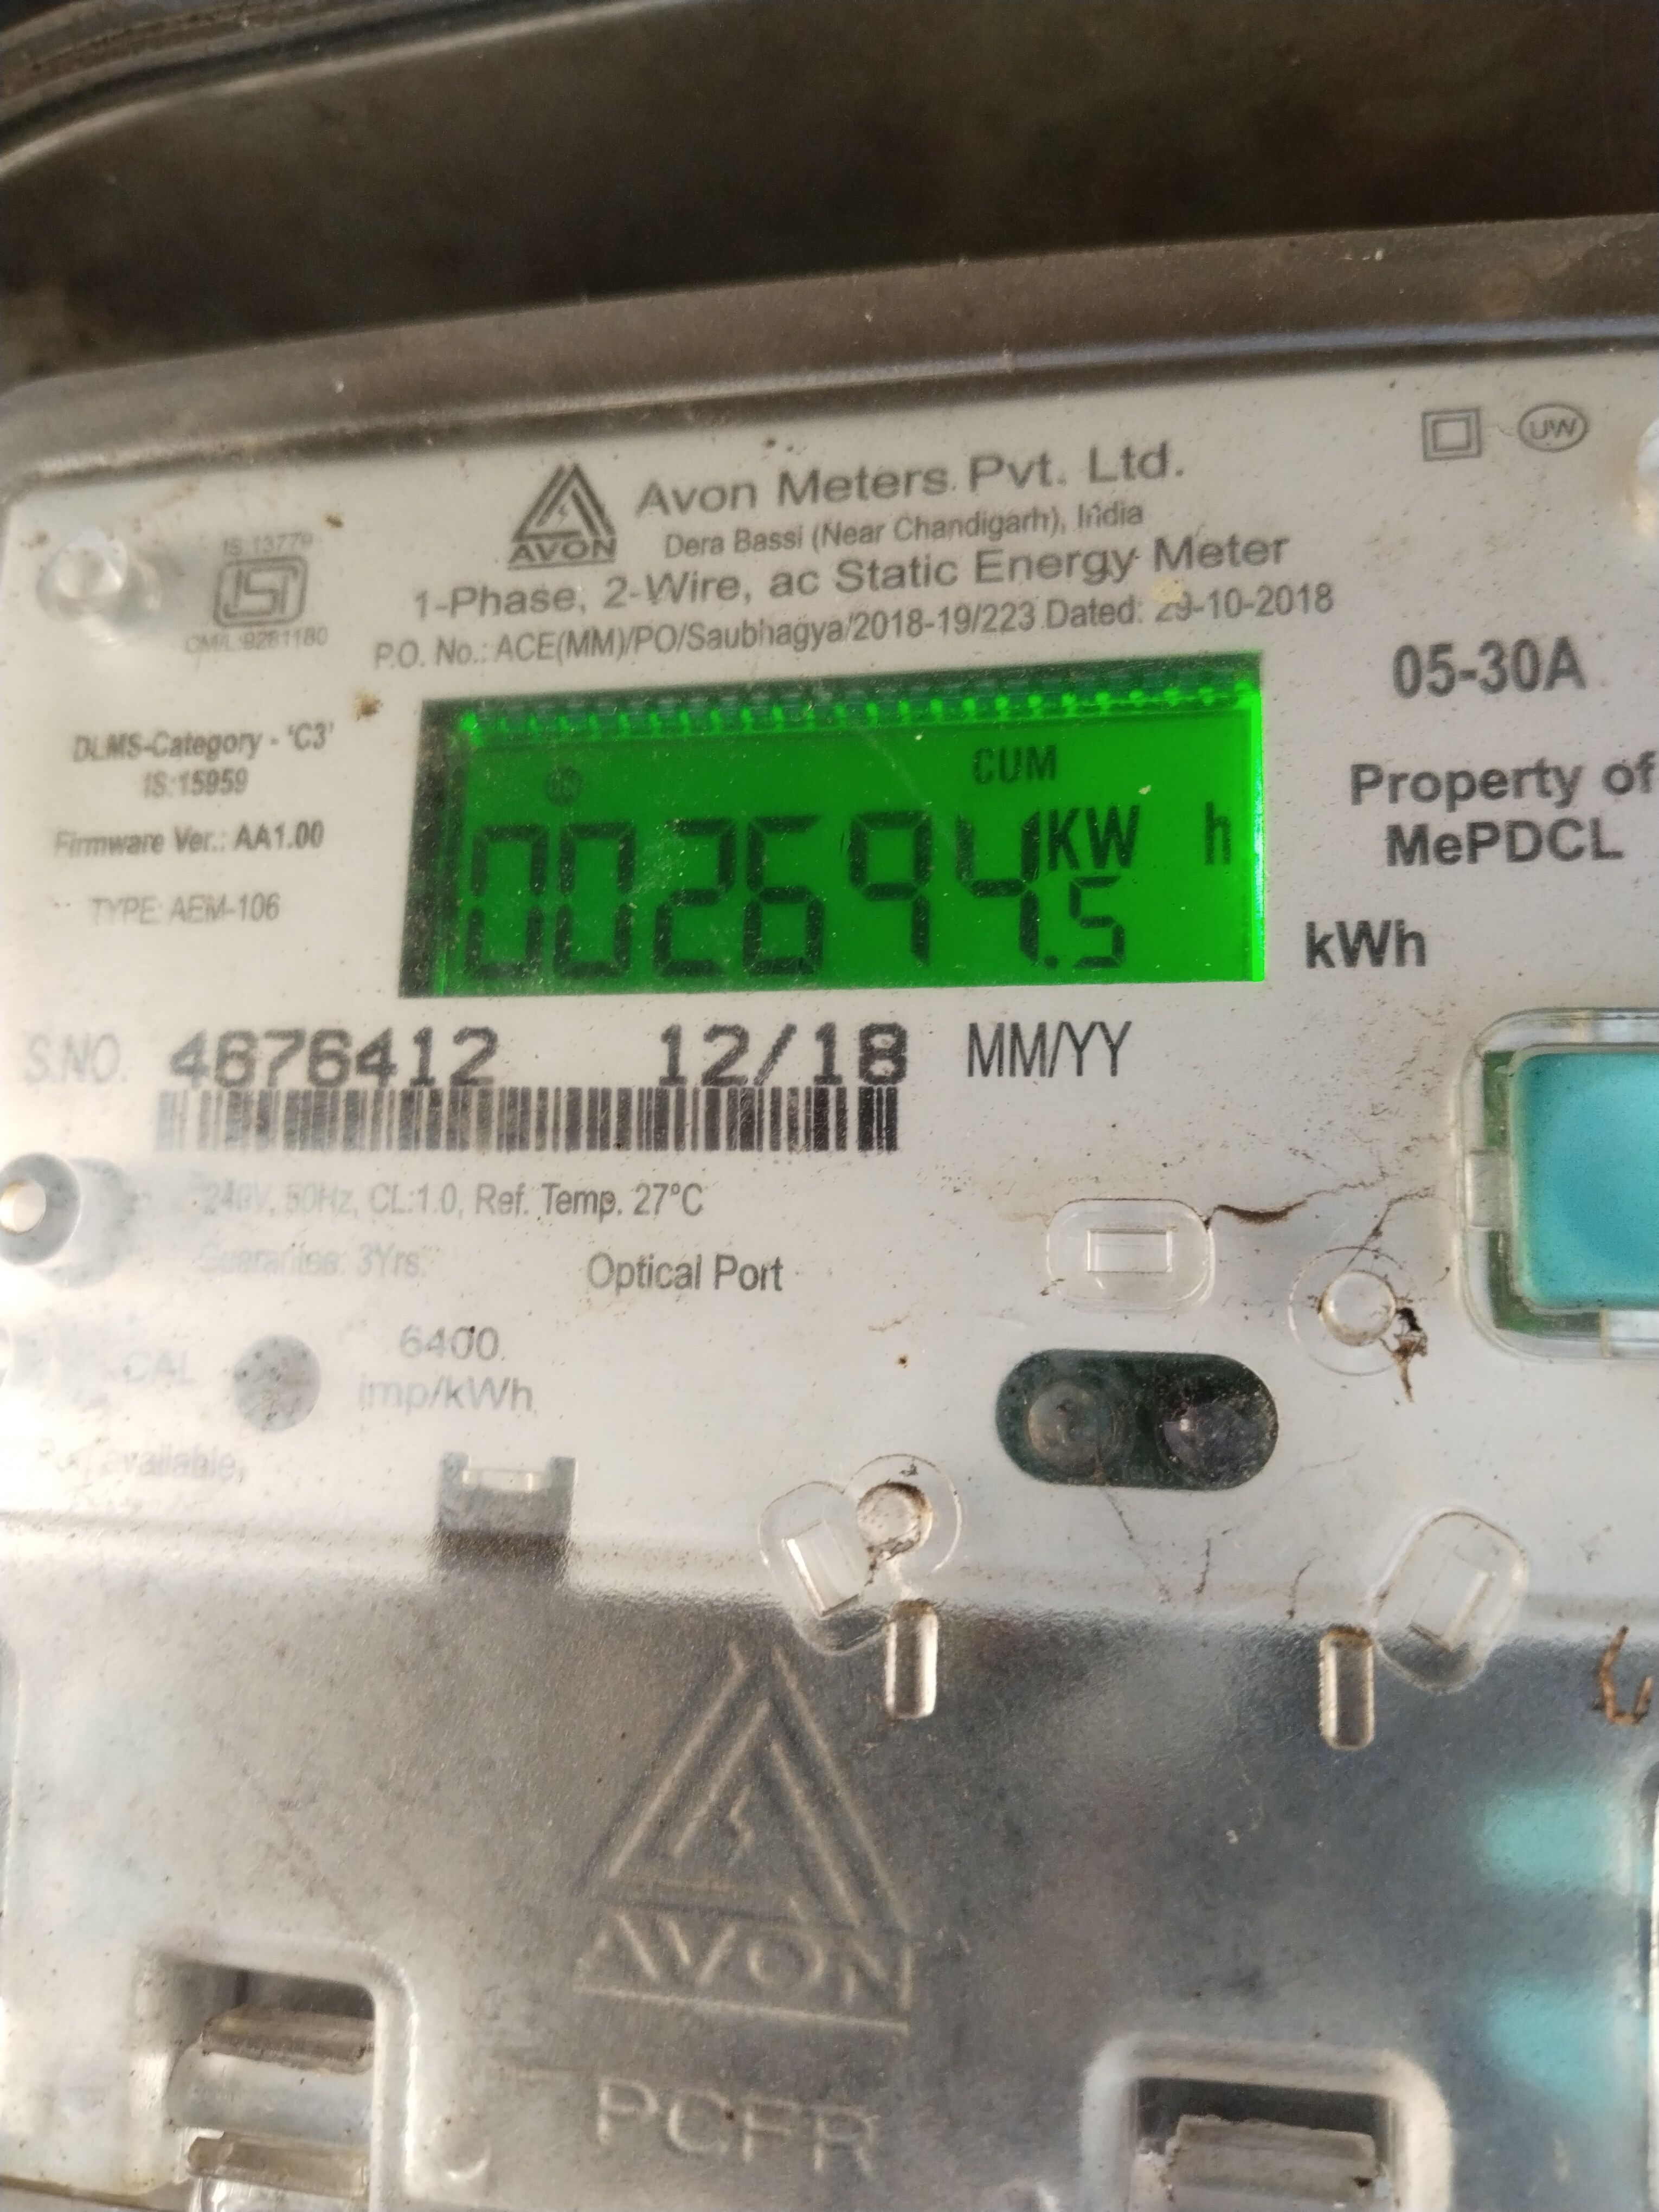 Avon Meters Pvt. Ltd.
AVON
Dera Bassi (Near Chandigarh), India
1-Phase, 2-Wire, ac Static Energy Meter
P.O. No.: ACE(MM)/PO/Saubhagya/2018-19/223 Dated: 29-10-2018
UW
IS 13779
ISI
CM/L:9281180
05-30A
DLMS-Category - 'C3'
IS:15959
Firmware Ver.: AA1.00
TYPE: AEM-106
CUM
002694.5 KW h
kWh
Property of
MePDCL
S.NO. 4676412 12/18 MM/YY
240V, 50Hz, CL:1.0, Ref. Temp. 27°C
Guarantee: 3Yrs.
Optical Port
CAL
6400
imp/kWh
available,
AVON
PCFR